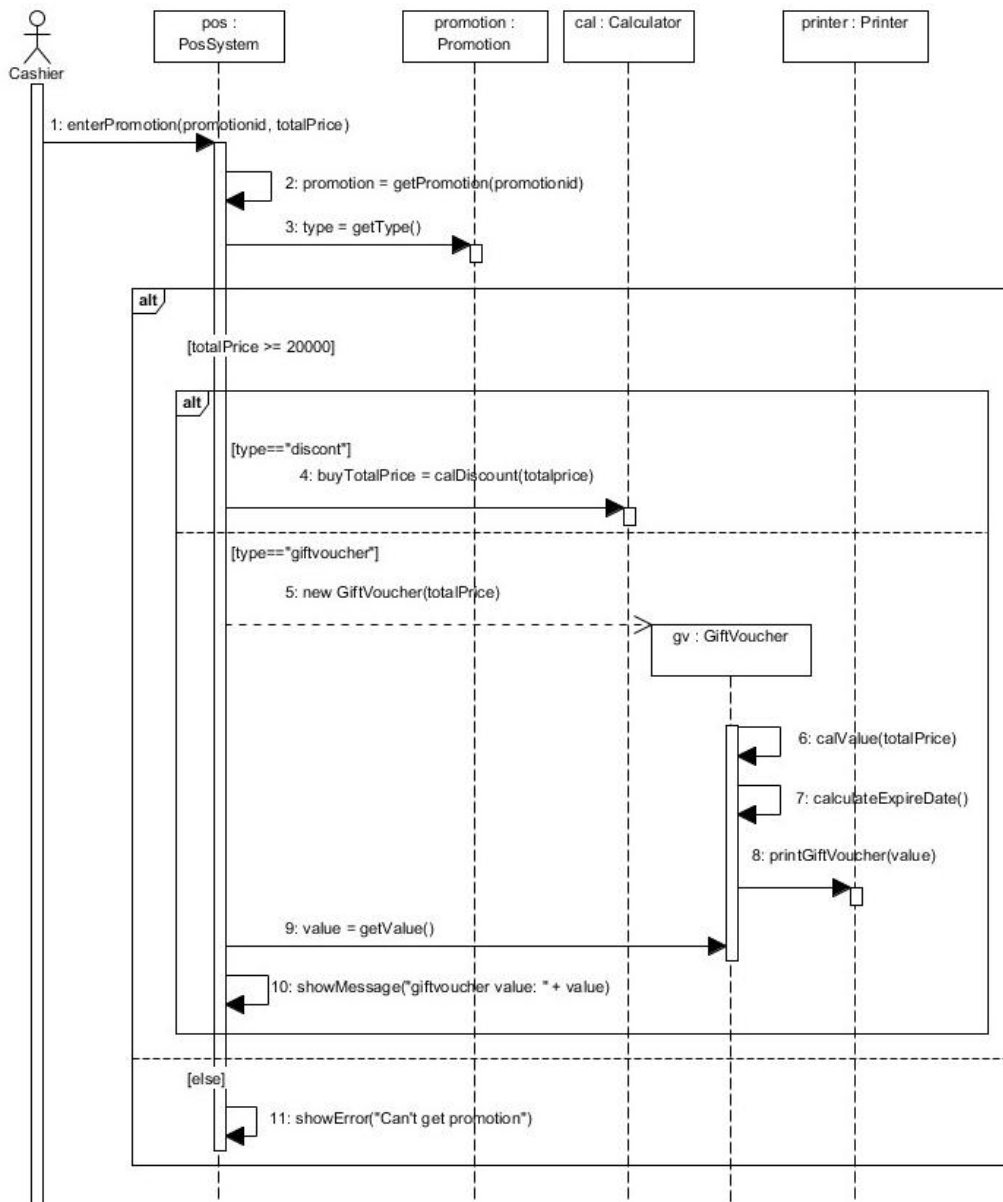 pos :
PosSystem
promotion :
Promotion
cal : Calculator
printer : Printer
Cashier
1: enterPromotion(promotionid, totalPrice)
2: promotion = getPromotion(promotionid)
3: type = getType()
alt
[totalPrice >= 20000]
alt
[type=="discont"]
4: buyTotalPrice = calDiscount(totalprice)
[type=="giftvoucher"]
5: new GiftVoucher(totalPrice)
gv : GiftVoucher
6: calValue(totalPrice)
7: calculateExpireDate()
8: printGiftVoucher(value)
9: value = getValue()
10: showMessage("giftvoucher value: " + value)
[else]
11: showError("Can't get promotion")